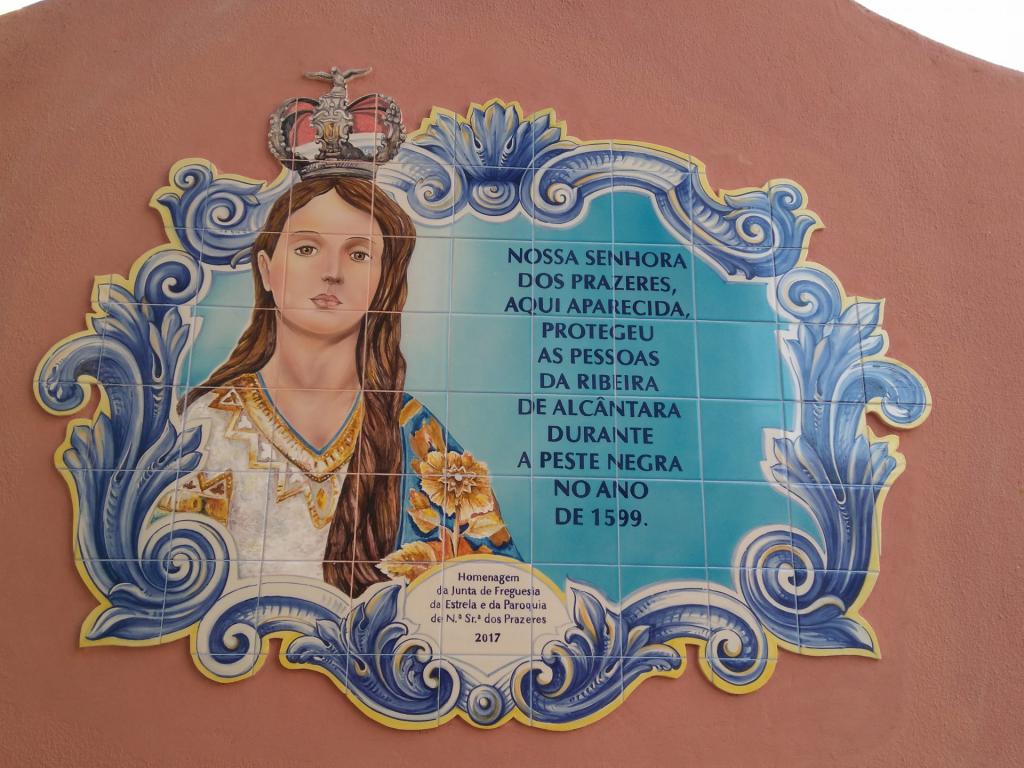 NOSSA SENHORA
DOS PRAZERES,
AQUI APARECIDA,
PROTEGEU
AS PESSOAS
DA RIBEIRA
DE ALCÂNTARA
DURANTE
A PESTE NEGRA
NO ANO
DE 1599.
Homenagem
da Junta de Freguesia
da Estrela e da Paroquia
de N.ª Sr.ª dos Prazeres
2017